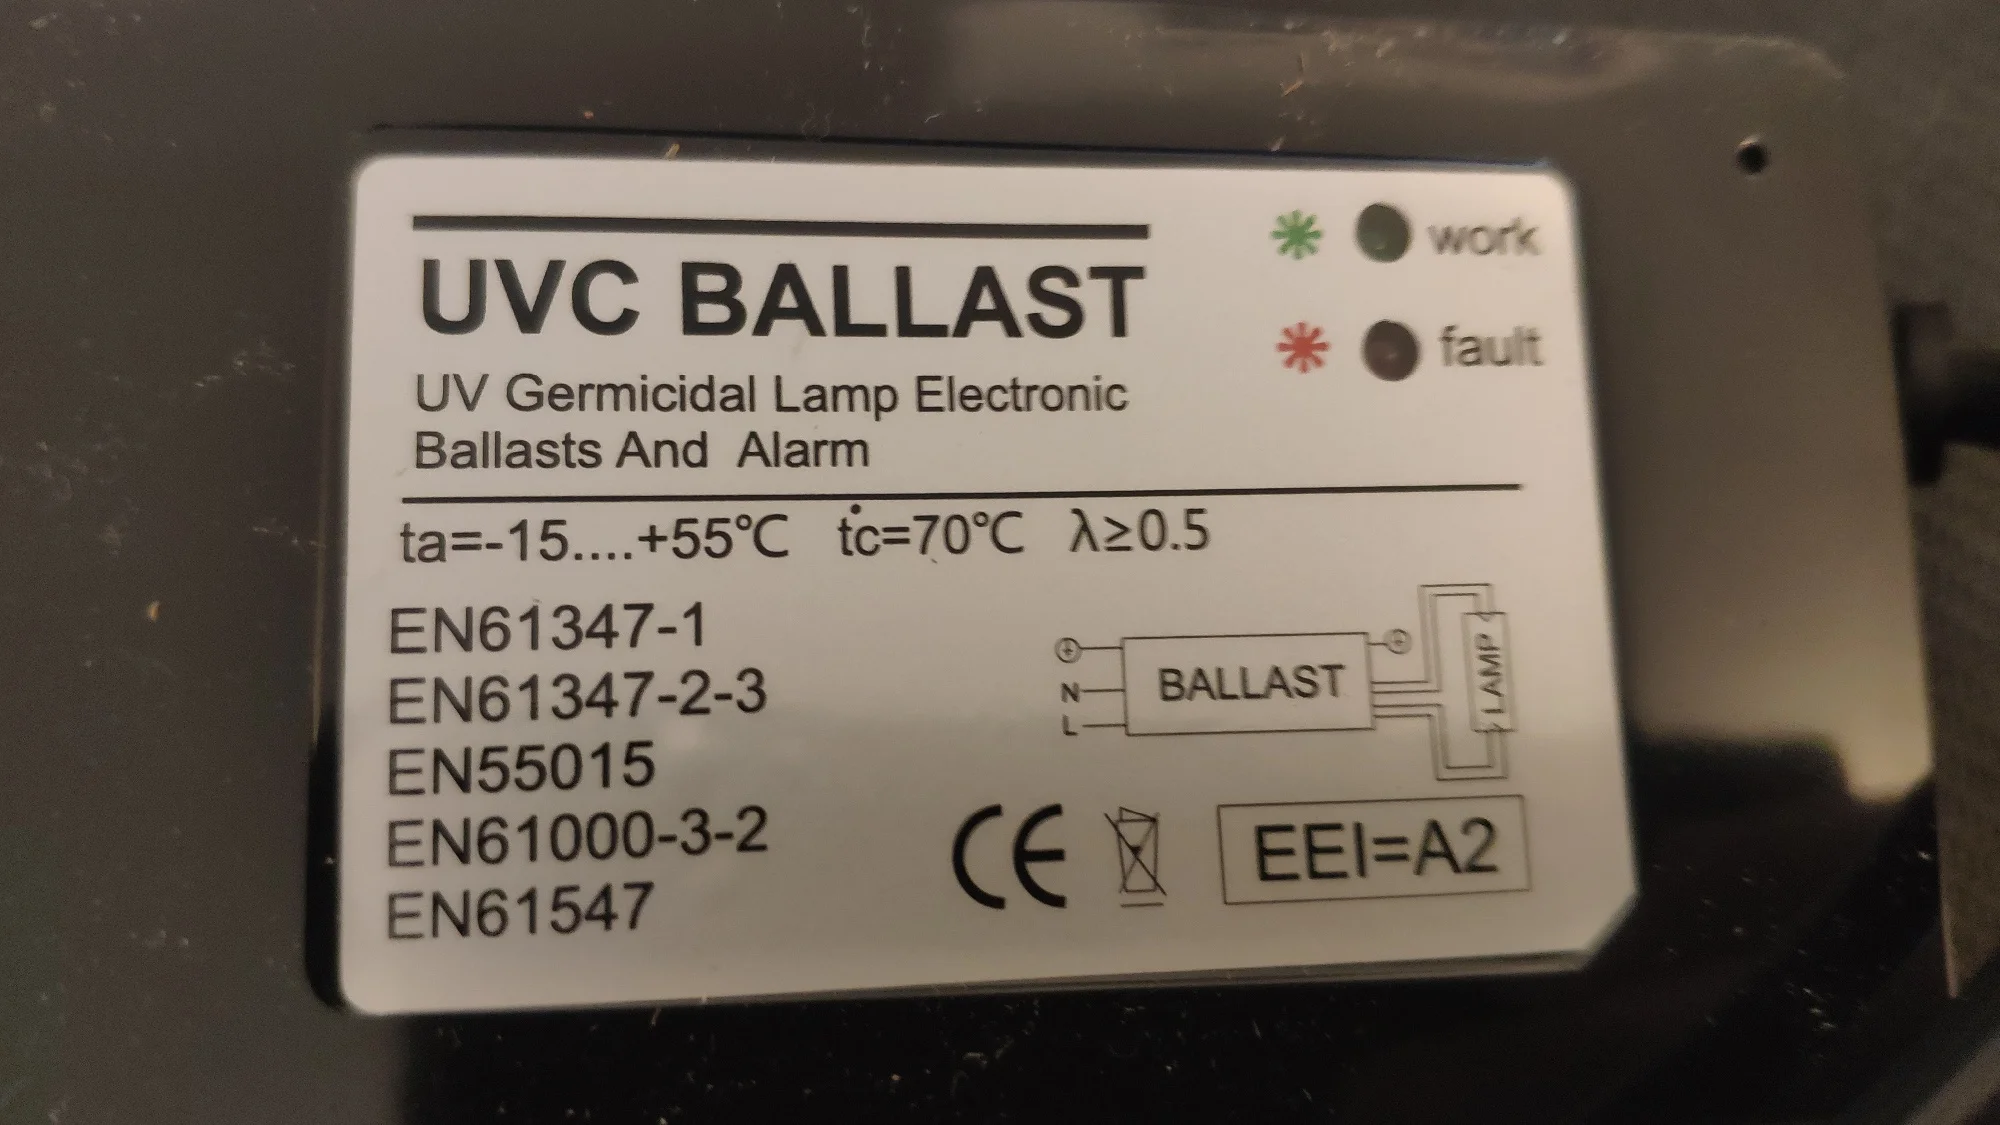 work
UVC BALLAST
fault
UV Germicidal Lamp Electronic
Ballasts And Alarm
ta=-15....+55℃ tc=70℃ λ≥0.5
EN61347-1
EN61347-2-3
EN55015
EN61000-3-2
EN61547
N
L
BALLAST
LAMP
CE
EEI=A2